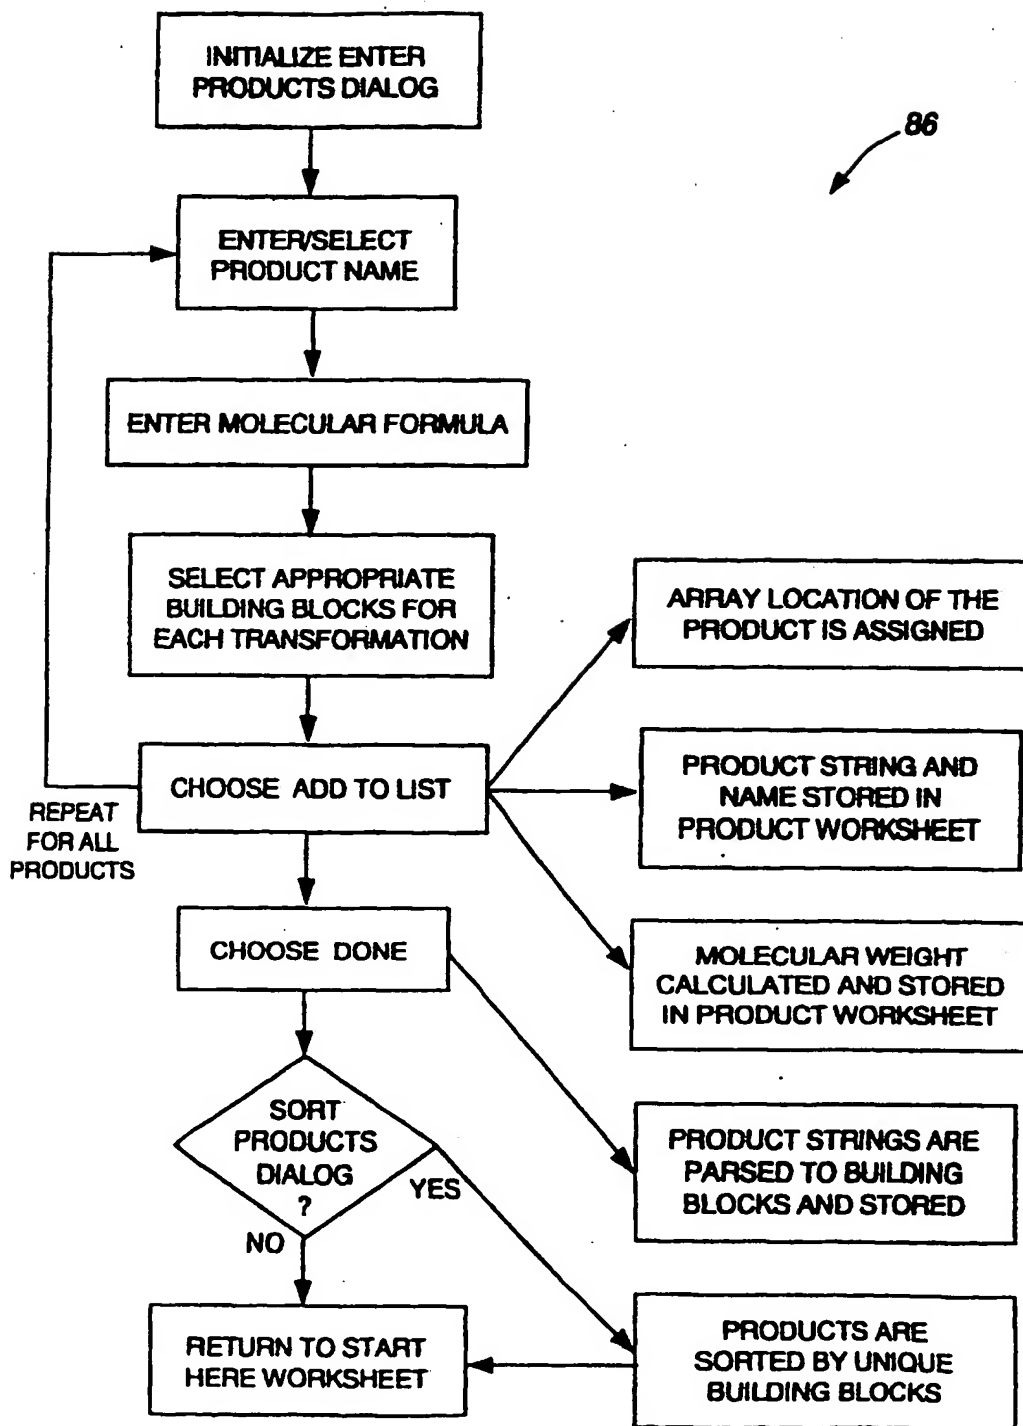 INITIALIZE ENTER
PRODUCTS DIALOG
86
ENTER/SELECT
PRODUCT NAME
ENTER MOLECULAR FORMULA
SELECT APPROPRIATE
BUILDING BLOCKS FOR
EACH TRANSFORMATION
ARRAY LOCATION OF THE
PRODUCT IS ASSIGNED
CHOOSE ADD TO LIST
REPEAT
FOR ALL
PRODUCTS
PRODUCT STRING AND
NAME STORED IN
PRODUCT WORKSHEET
CHOOSE DONE
MOLECULAR WEIGHT
CALCULATED AND STORED
IN PRODUCT WORKSHEET
SORT
PRODUCTS
DIALOG
?
YES
NO
PRODUCT STRINGS ARE
PARSED TO BUILDING
BLOCKS AND STORED
RETURN TO START
HERE WORKSHEET
PRODUCTS ARE
SORTED BY UNIQUE
BUILDING BLOCKS